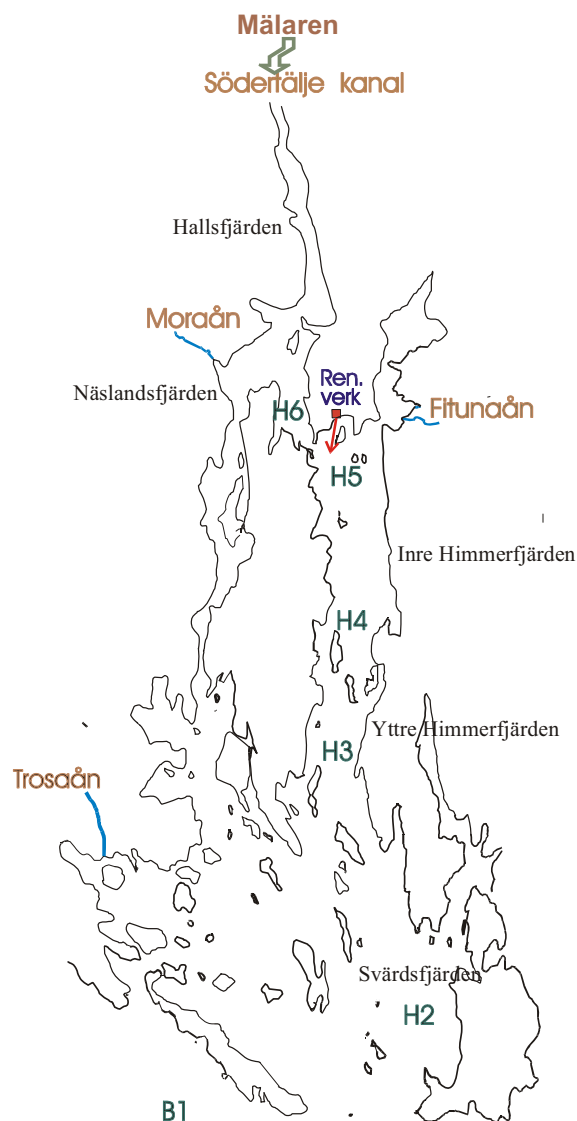 Mälaren
Södertälje kanal
Hallsfjärden
Moraån
Näslandsfjärden
Ren.
verk
H6
Fitunaån
H5
Inre Himmerfjärden
H4
Yttre Himmerfjärden
H3
Trosaån
Svärdsfjärden
H2
B1